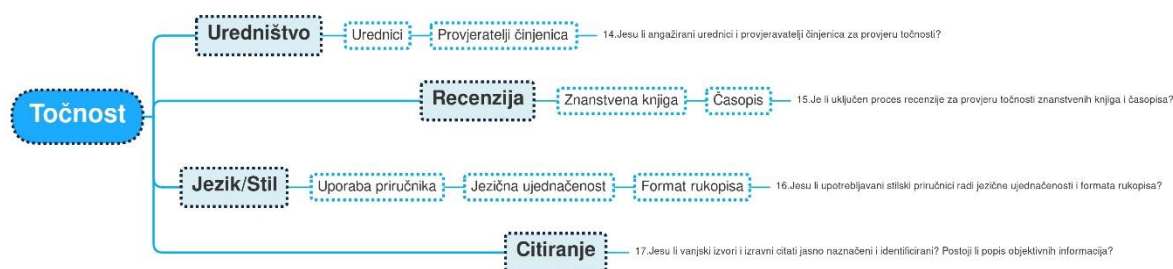 Točnost
Uredništvo
Urednici
Provjeratelji činjenica
14.Jesu li angažirani urednici i provjeravatelji činjenica za provjeru točnosti?
Recenzija
Znanstvena knjiga
Časopis
15.Je li uključen proces recenzije za provjeru točnosti znanstvenih knjiga i časopisa?
Jezik/Stil
Uporaba priručnika
Jezična ujednačenost
Format rukopisa
16.Jesu li upotrebljavani stilski priručnici radi jezične ujednačenosti i formata rukopisa?
Citiranje
17.Jesu li vanjski izvori i izravni citati jasno naznačeni i identificirani? Postoji li popis objektivnih informacija?